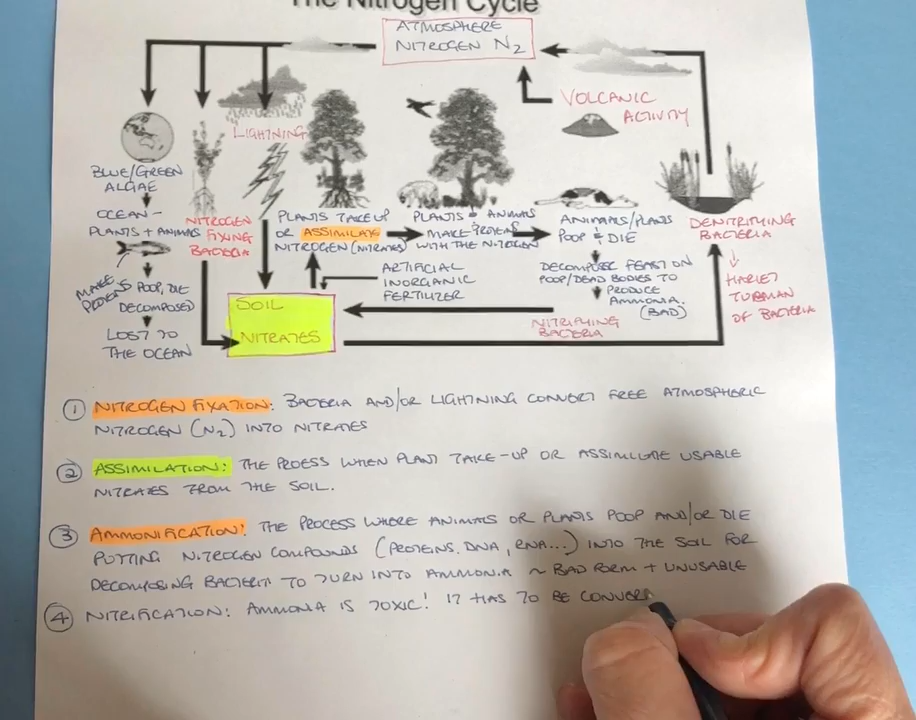 The Nitrogen Cycle
ATMOSPHERE
NITROGEN N2
VOLCANIC
ACTIVITY
LIGHTNING
BLUE/GREEN
ALGAE
OCEAN-
PLANTS + ANIMALS
MAKE
PROTEINS POOP, DIE
DECOMPOSED
LOST TO
THE OCEAN
NITROGEN
FIXING
BACTERIA
PLANTS TAKE UP
OR ASSIMILATE
NITROGEN (NITRATES)
PLANTS & ANIMALS
MAKE PROTEINS
WITH THE NITROGEN
ANIMALS/PLANTS
POOP & DIE
DENITRIFYING
BACTERIA
ARTIFICIAL
INORGANIC
FERTILIZER
DECOMPOSE FEAST ON
POOP/DEAD BODIES TO
PRODUCE
AMMONIA.
(BAD)
HARIET
TUBMAN
OF BACTERIA
SOIL
NITRATES
NITRIFYING
BACTERIA
1 NITROGEN FIXATION: BACTERIA AND/OR LIGHTNING CONVERT FREE ATMOSPHERIC
NITROGEN (N2) INTO NITRATES
2 ASSIMILATION: THE PROESS WHEN PLANT TAKE-UP OR ASSIMILATE USABLE
NITRATES FROM THE SOIL.
3 AMMONIFICATION: THE PROCESS WHERE ANIMALS OR PLANTS POOP AND/OR DIE
PUTTING NITROGEN COMPOUNDS (PROTEINS, DNA, RNA...) INTO THE SOIL FOR
DECOMPOSING BACTERIA TO TURN INTO AMMONIA ~ BAD FORM + UNUSABLE
4 NITRIFICATION: AMMONIA IS TOXIC! IT HAS TO BE CONVER